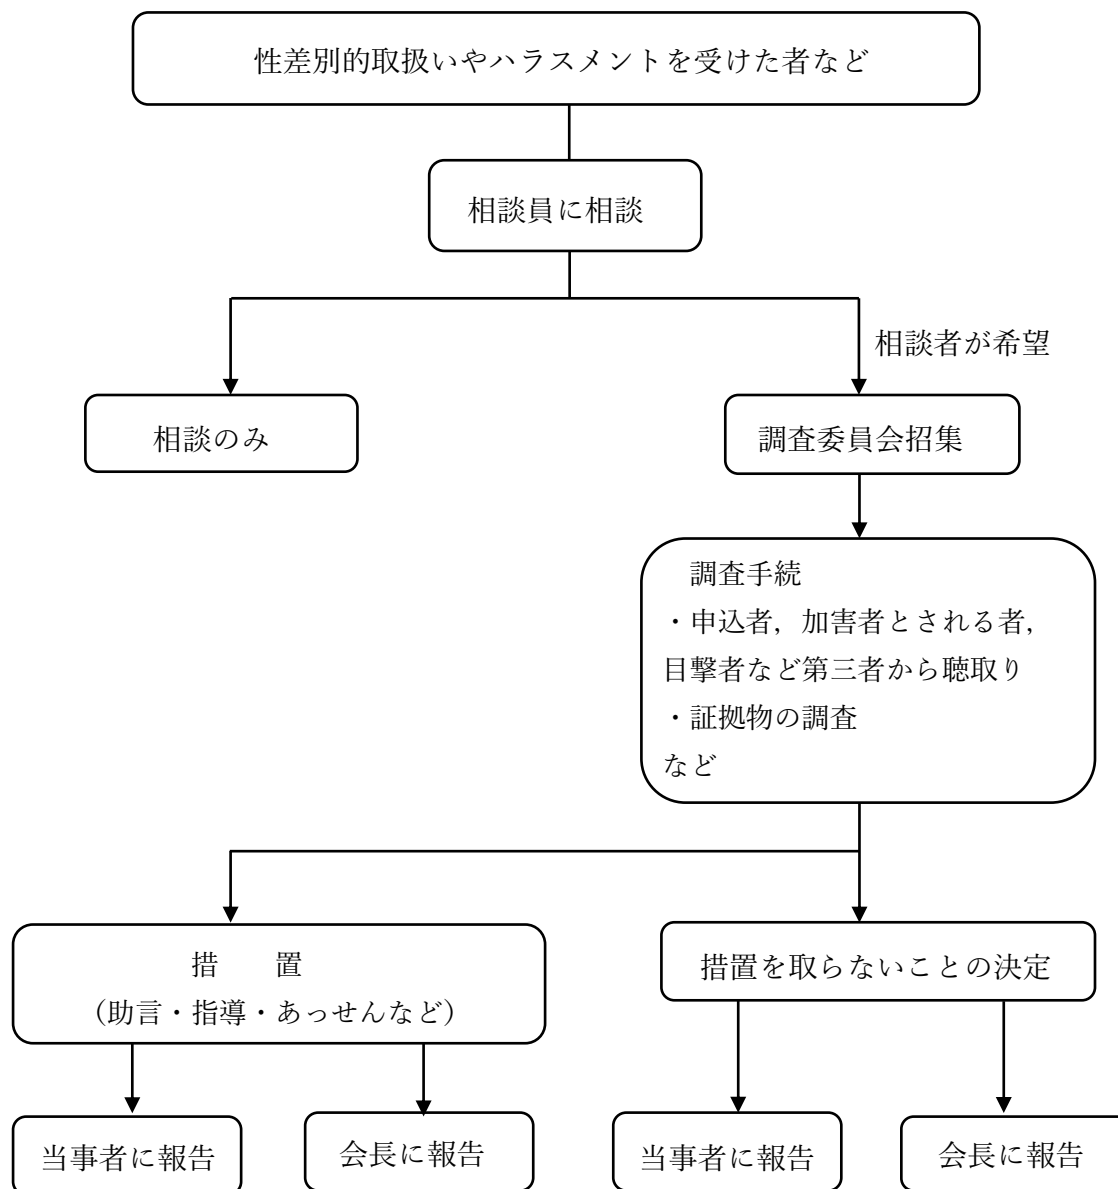 性差別的取扱いやハラスメントを受けた者など
相談員に相談
相談者が希望
相談のみ
調査委員会招集
調査手続
・申込者，加害者とされる者，
目撃者など第三者から聴取り
・証拠物の調査
など
措　　置
（助言・指導・あっせんなど）
措置を取らないことの決定
当事者に報告
会長に報告
当事者に報告
会長に報告